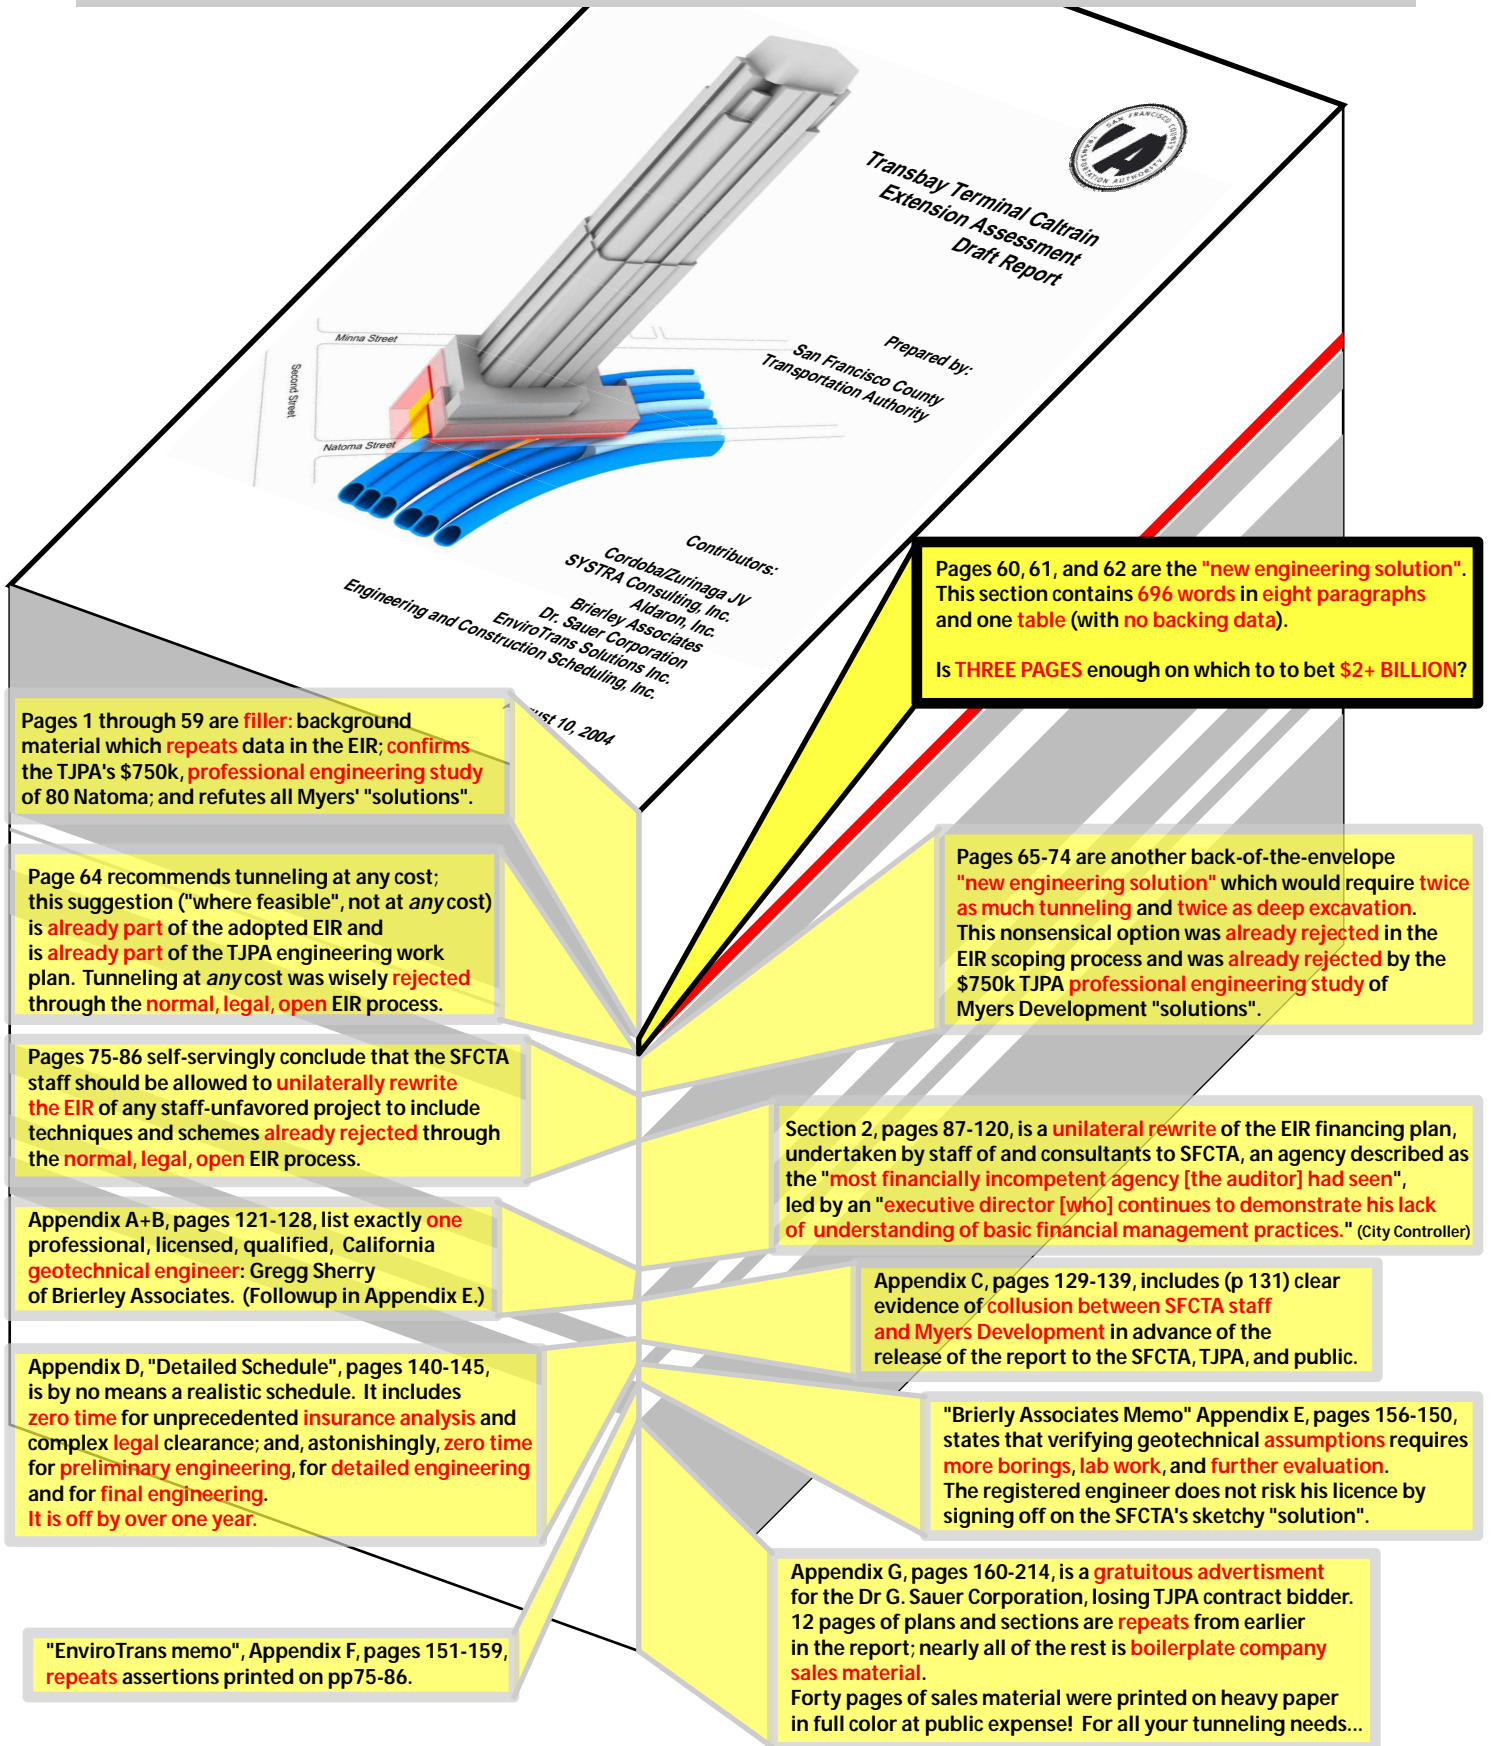 SAN FRANCISCO COUNTY
TRANSPORTATION AUTHORITY
Transbay Terminal Caltrain
Extension Assessment
Draft Report
Prepared by:
San Francisco County
Transportation Authority
Minna Street
Second Street
Natoma Street
Contributors:
Cordoba/Zurinaga JV
SYSTRA Consulting, Inc.
Aldaron, Inc.
Brierley Associates
Dr. Sauer Corporation
EnviroTrans Solutions Inc.
Engineering and Construction Scheduling, Inc.
ust 10, 2004
Pages 60, 61, and 62 are the "new engineering solution".
This section contains 696 words in eight paragraphs
and one table (with no backing data).
Is THREE PAGES enough on which to to bet $2+ BILLION?
Pages 1 through 59 are filler: background
material which repeats data in the EIR; confirms
the TJPA's $750k, professional engineering study
of 80 Natoma; and refutes all Myers' "solutions".
Page 64 recommends tunneling at any cost;
this suggestion ("where feasible", not at any cost)
is already part of the adopted EIR and
is already part of the TJPA engineering work
plan. Tunneling at any cost was wisely rejected
through the normal, legal, open EIR process.
Pages 65-74 are another back-of-the-envelope
"new engineering solution" which would require twice
as much tunneling and twice as deep excavation.
This nonsensical option was already rejected in the
EIR scoping process and was already rejected by the
$750k TJPA professional engineering study of
Myers Development "solutions".
Pages 75-86 self-servingly conclude that the SFCTA
staff should be allowed to unilaterally rewrite
the EIR of any staff-unfavored project to include
techniques and schemes already rejected through
the normal, legal, open EIR process.
Section 2, pages 87-120, is a unilateral rewrite of the EIR financing plan,
undertaken by staff of and consultants to SFCTA, an agency described as
the "most financially incompetent agency [the auditor] had seen",
led by an "executive director [who] continues to demonstrate his lack
of understanding of basic financial management practices." (City Controller)
Appendix A+B, pages 121-128, list exactly one
professional, licensed, qualified, California
geotechnical engineer: Gregg Sherry
of Brierley Associates. (Followup in Appendix E.)
Appendix C, pages 129-139, includes (p 131) clear
evidence of collusion between SFCTA staff
and Myers Development in advance of the
release of the report to the SFCTA, TJPA, and public.
Appendix D, "Detailed Schedule", pages 140-145,
is by no means a realistic schedule. It includes
zero time for unprecedented insurance analysis and
complex legal clearance; and, astonishingly, zero time
for preliminary engineering, for detailed engineering
and for final engineering.
It is off by over one year.
"Brierly Associates Memo" Appendix E, pages 156-150,
states that verifying geotechnical assumptions requires
more borings, lab work, and further evaluation.
The registered engineer does not risk his licence by
signing off on the SFCTA's sketchy "solution".
"EnviroTrans memo", Appendix F, pages 151-159,
repeats assertions printed on pp75-86.
Appendix G, pages 160-214, is a gratuitous advertisment
for the Dr G. Sauer Corporation, losing TJPA contract bidder.
12 pages of plans and sections are repeats from earlier
in the report; nearly all of the rest is boilerplate company
sales material.
Forty pages of sales material were printed on heavy paper
in full color at public expense! For all your tunneling needs...